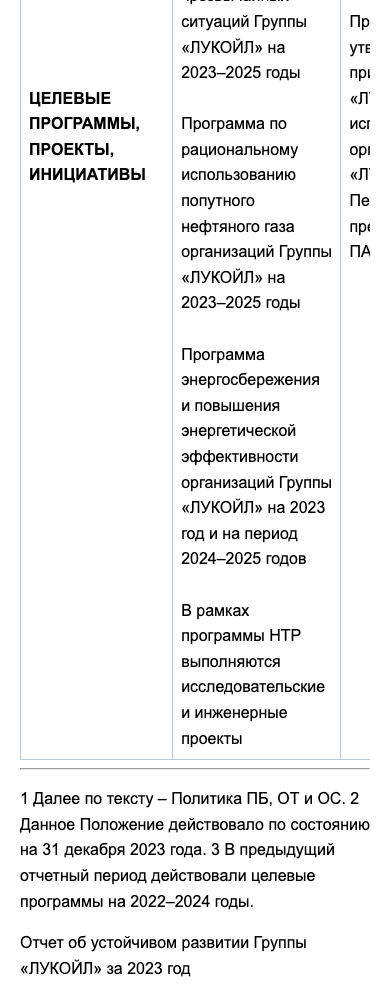 ситуаций Группы
«ЛУКОЙЛ» на
2023–2025 годы
ЦЕЛЕВЫЕ
ПРОГРАММЫ,
ПРОЕКТЫ,
ИНИЦИАТИВЫ
Программа по
рациональному
использованию
попутного
нефтяного газа
организаций Группы
«ЛУКОЙЛ» на
2023–2025 годы
Программа
энергосбережения
и повышения
энергетической
эффективности
организаций Группы
«ЛУКОЙЛ» на 2023
год и на период
2024–2025 годов
В рамках
программы НТР
выполняются
исследовательские
и инженерные
проекты
1 Далее по тексту – Политика ПБ, ОТ и ОС. 2
Данное Положение действовало по состоянию
на 31 декабря 2023 года. 3 В предыдущий
отчетный период действовали целевые
программы на 2022–2024 годы.
Отчет об устойчивом развитии Группы
«ЛУКОЙЛ» за 2023 год